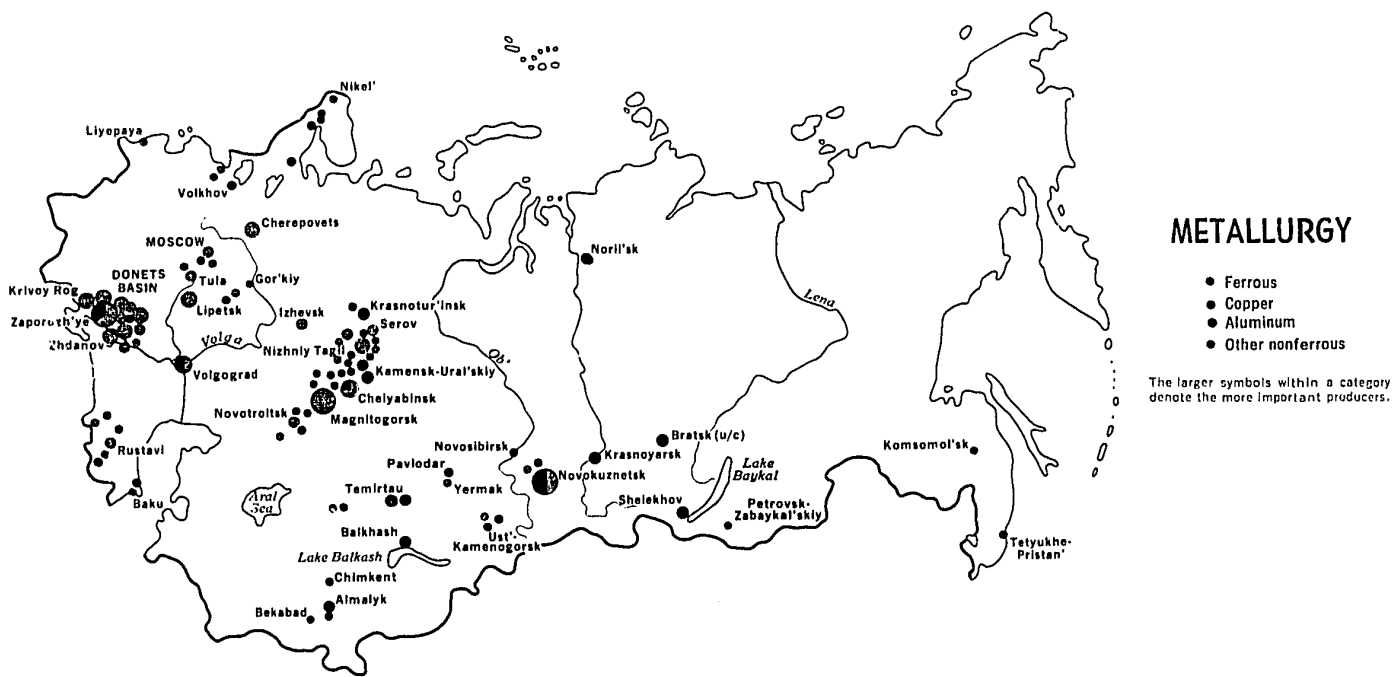 Nikel'
Liyepaya
Volkhov
Cherepovets
MOSCOW
Noril'sk
DONETS
BASIN
Tula
Gor'kiy
Krivoy Rog
Lipetsk
Izhevsk
Krasnotur'insk
Lena
Zaporozh'ye
Serov
Zhdanov
Volga
Nizhniy Tagil
Ob'
Volgograd
Kamensk-Ural'skiy
Chelyabinsk
Novotroitsk
Magnitogorsk
Rustavi
Novosibirsk
Bratsk (u/c)
Krasnoyarsk
Komsomol'sk
Pavlodar
Novokuznetsk
Lake
Baykal
Temirtau
Yermak
Baku
Aral
Sea
Shelekhov
Petrovsk-
Zabaykal'skiy
Balkhash
Ust'-
Kamenogorsk
Lake Balkash
Tetyukhe-
Pristan'
Chimkent
Almalyk
Bekabad
METALLURGY
Ferrous
Copper
Aluminum
Other nonferrous
The larger symbols within a category
denote the more important producers.